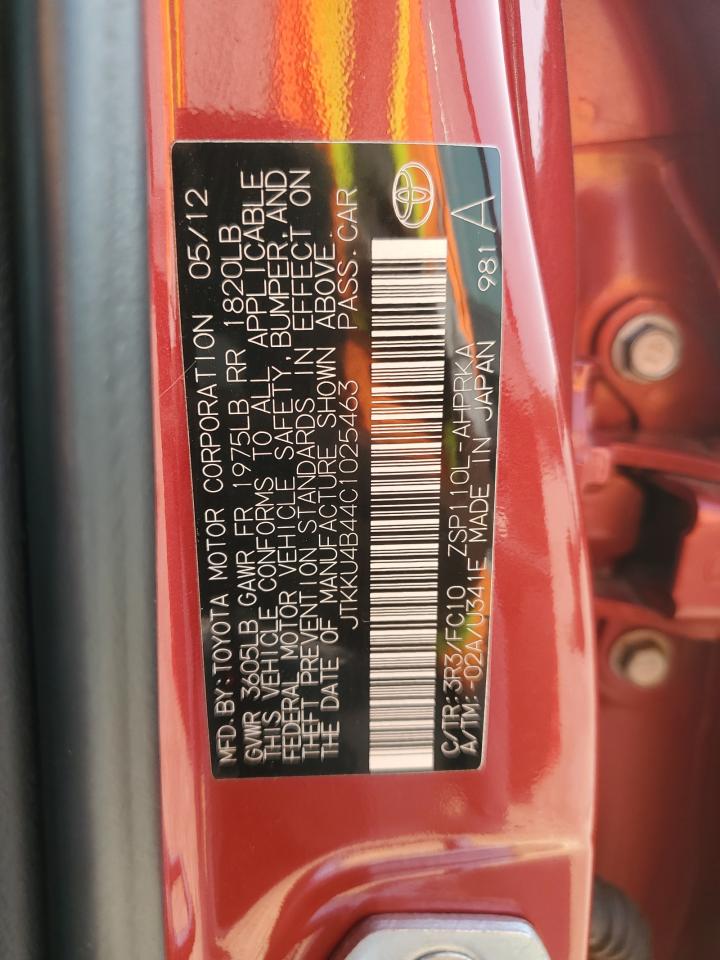 MFD. BY: TOYOTA MOTOR CORPORATION 05/12
GVWR 3605LB GAWR FR 1975LB RR 1820LB
THIS VEHICLE CONFORMS TO ALL APPLICABLE
FEDERAL MOTOR VEHICLE SAFETY, BUMPER, AND
THEFT PREVENTION STANDARDS IN EFFECT ON
THE DATE OF MANUFACTURE SHOWN ABOVE.
JTKKU4B44C1025463 PASS. CAR
C/TR: 3R3/FC10 ZSP110L-AHPRKA
A/TM: -02A/U341E MADE IN JAPAN 981 A